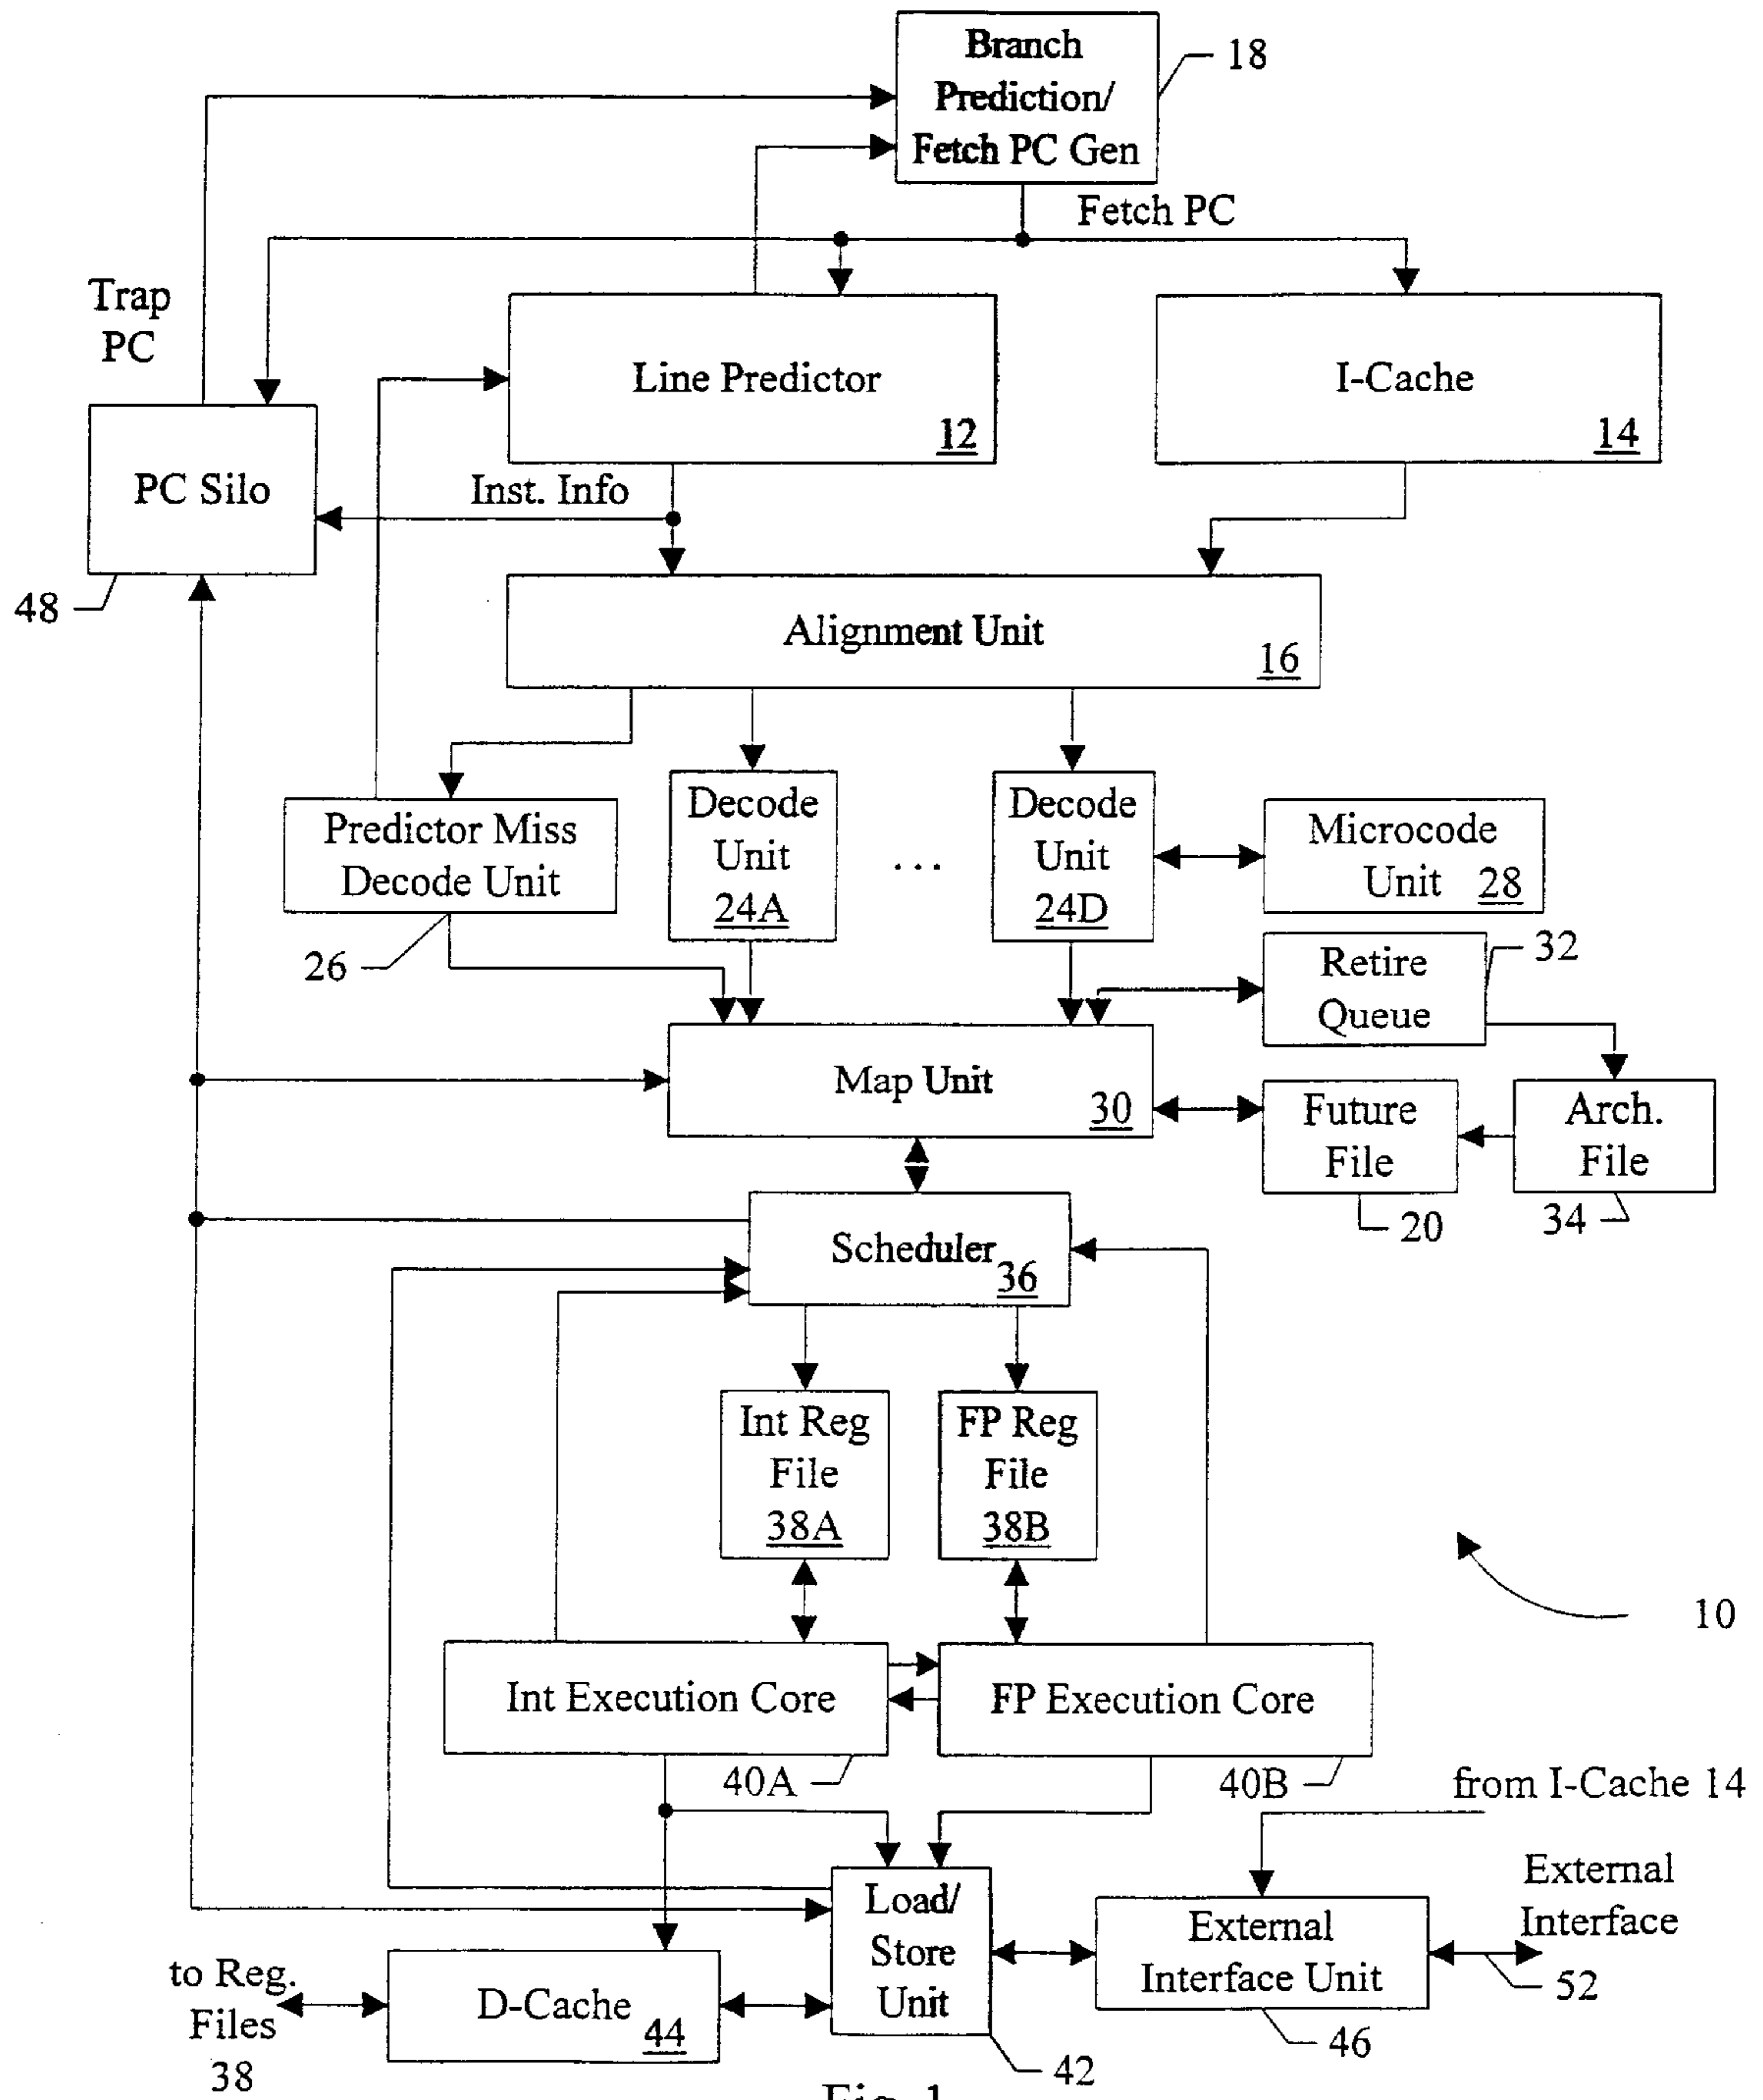 Branch
Prediction/
Fetch PC Gen
18
Fetch PC
Trap
PC
Line Predictor
12
I-Cache
14
PC Silo
48
Inst. Info
Alignment Unit
16
Predictor Miss
Decode Unit
26
Decode
Unit
24A
...
Decode
Unit
24D
Microcode
Unit 28
Retire
Queue
32
Map Unit
30
Future
File
20
Arch.
File
34
Scheduler
36
Int Reg
File
38A
FP Reg
File
38B
10
Int Execution Core
40A
FP Execution Core
40B
from I-Cache 14
Load/
Store
Unit
42
External
Interface Unit
46
External
Interface
52
to Reg.
Files
38
D-Cache
44
Fig. 1